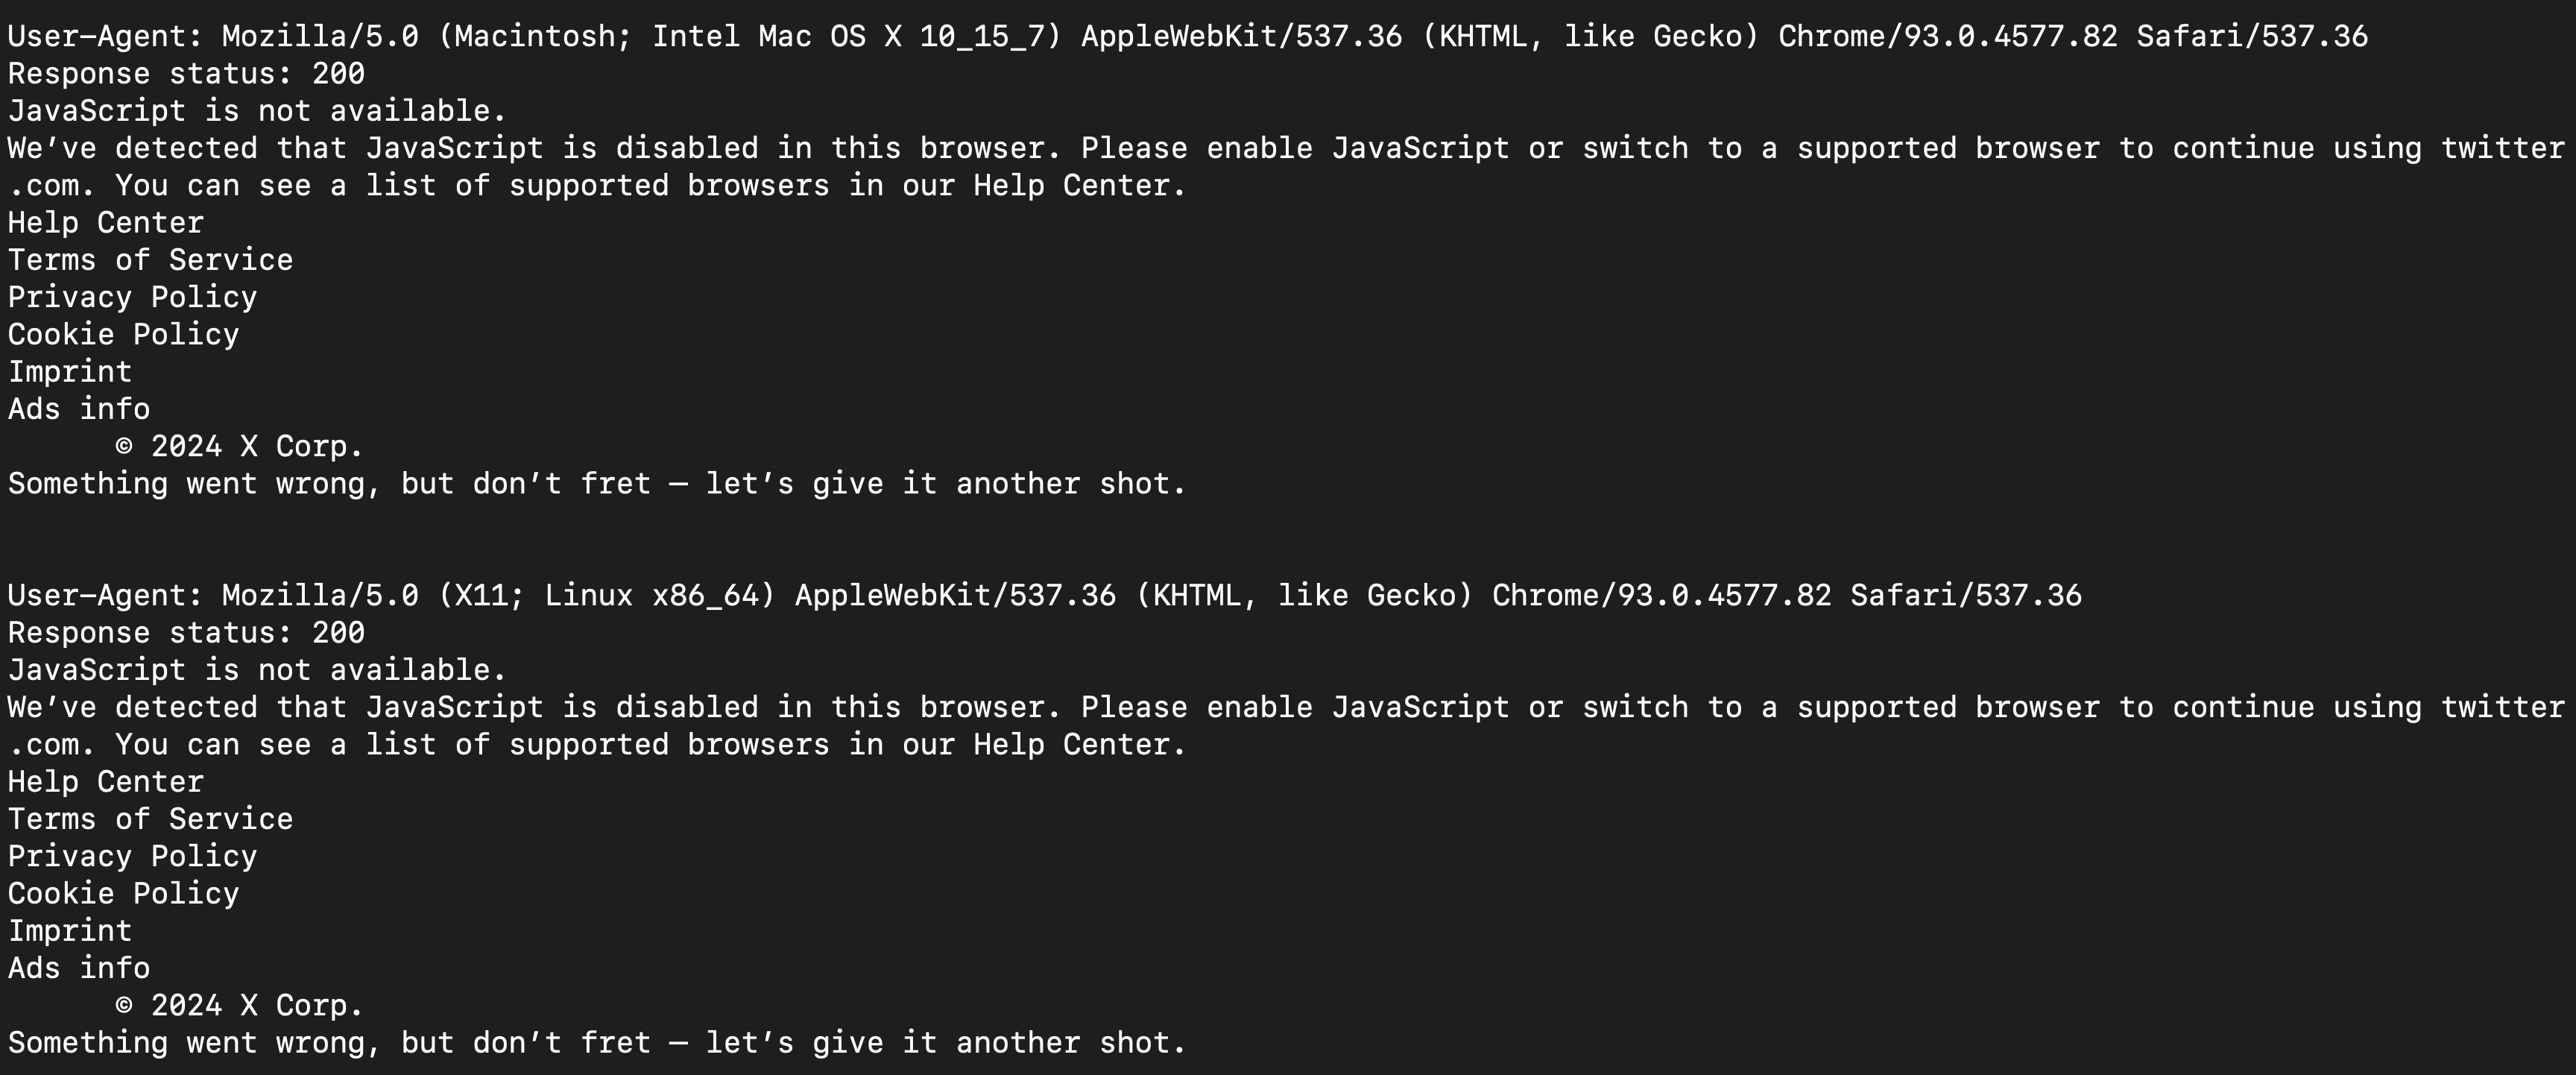 User-Agent: Mozilla/5.0 (Macintosh; Intel Mac OS X 10_15_7) AppleWebKit/537.36 (KHTML, like Gecko) Chrome/93.0.4577.82 Safari/537.36
Response status: 200
JavaScript is not available.
We’ve detected that JavaScript is disabled in this browser. Please enable JavaScript or switch to a supported browser to continue using twitter
.com. You can see a list of supported browsers in our Help Center.
Help Center
Terms of Service
Privacy Policy
Cookie Policy
Imprint
Ads info
© 2024 X Corp.
Something went wrong, but don’t fret — let’s give it another shot.
User-Agent: Mozilla/5.0 (X11; Linux x86_64) AppleWebKit/537.36 (KHTML, like Gecko) Chrome/93.0.4577.82 Safari/537.36
Response status: 200
JavaScript is not available.
We’ve detected that JavaScript is disabled in this browser. Please enable JavaScript or switch to a supported browser to continue using twitter
.com. You can see a list of supported browsers in our Help Center.
Help Center
Terms of Service
Privacy Policy
Cookie Policy
Imprint
Ads info
© 2024 X Corp.
Something went wrong, but don’t fret — let’s give it another shot.